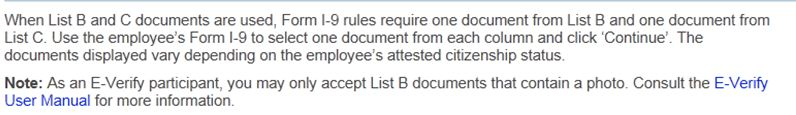 When List B and C documents are used, Form I-9 rules require one document from List B and one document from
List C. Use the employee's Form I-9 to select one document from each column and click 'Continue'. The
documents displayed vary depending on the employee's attested citizenship status.
Note: As an E-Verify participant, you may only accept List B documents that contain a photo. Consult the E-Verify
User Manual for more information.